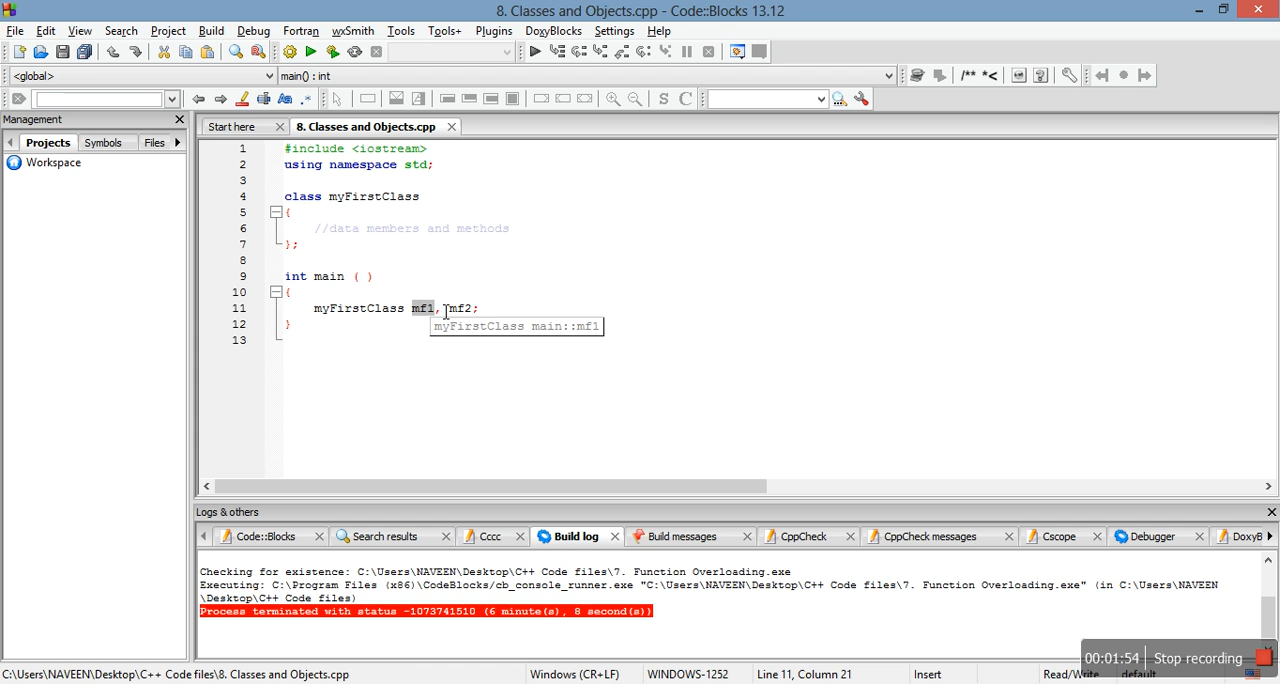 8. Classes and Objects.cpp - Code::Blocks 13.12
File Edit View Search Project Build Debug Fortran wxSmith Tools Tools+ Plugins DoxyBlocks Settings Help
<global> main() : int /** *<
S C
Management Start here 8. Classes and Objects.cpp
Projects Symbols Files
Workspace
1 #include <iostream>
2 using namespace std;
3
4 class myFirstClass
5 {
6 //data members and methods
7 };
8
9 int main ( )
10 {
11 myFirstClass mf1, mf2;
12 }
myFirstClass main::mf1
13
Logs & others
Code::Blocks Search results Cccc Build log Build messages CppCheck CppCheck messages Cscope Debugger DoxyB
Checking for existence: C:\Users\NAVEEN\Desktop\C++ Code files\7. Function Overloading.exe
Executing: C:\Program Files (x86)\CodeBlocks/cb_console_runner.exe "C:\Users\NAVEEN\Desktop\C++ Code files\7. Function Overloading.exe" (in C:\Users\NAVEEN
\Desktop\C++ Code files)
Process terminated with status -1073741510 (6 minute(s), 8 second(s))
00:01:54 Stop recording
C:\Users\NAVEEN\Desktop\C++ Code files\8. Classes and Objects.cpp Windows (CR+LF) WINDOWS-1252 Line 11, Column 21 Insert Read/Write default